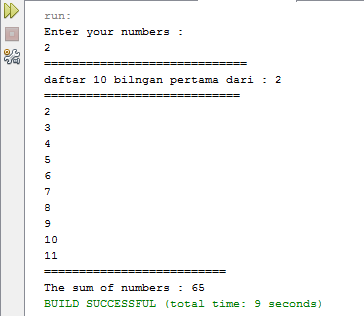 run:
Enter your numbers :
2
=============================
daftar 10 bilngan pertama dari : 2
============================
2
3
4
5
6
7
8
9
10
11
==========================
The sum of numbers : 65
BUILD SUCCESSFUL (total time: 9 seconds)